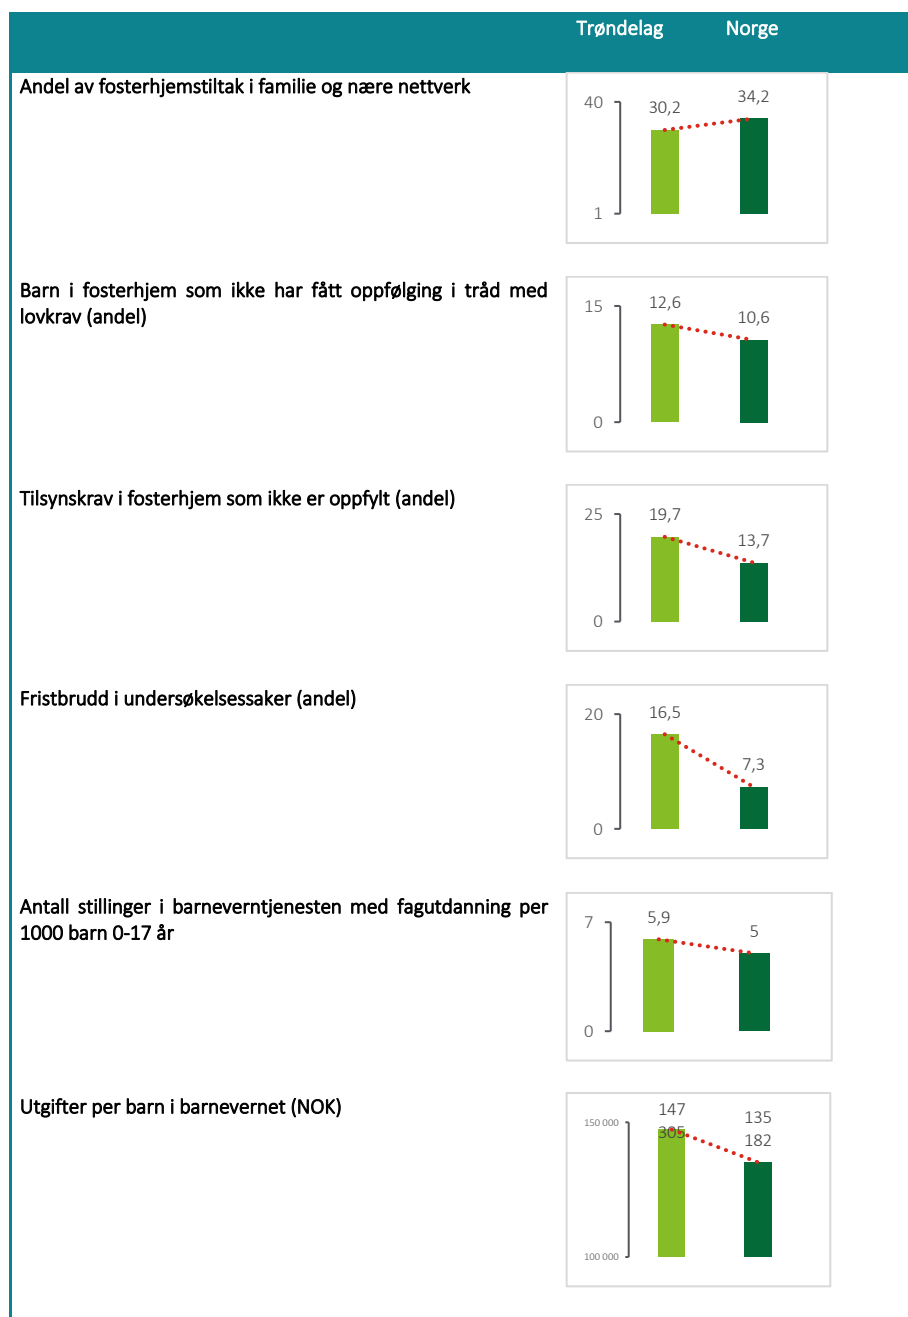 Trøndelag Norge
Andel av fosterhjemstiltak i familie og nære nettverk
40
30,2
34,2
1
Barn i fosterhjem som ikke har fått oppfølging i tråd med
lovkrav (andel)
15
12,6
10,6
0
Tilsynskrav i fosterhjem som ikke er oppfylt (andel)
25
19,7
13,7
0
Fristbrudd i undersøkelsessaker (andel)
20
16,5
7,3
0
Antall stillinger i barneverntjenesten med fagutdanning per
1000 barn 0-17 år
7
5,9
5
0
Utgifter per barn i barnevernet (NOK)
150 000
147
305
135
182
100 000